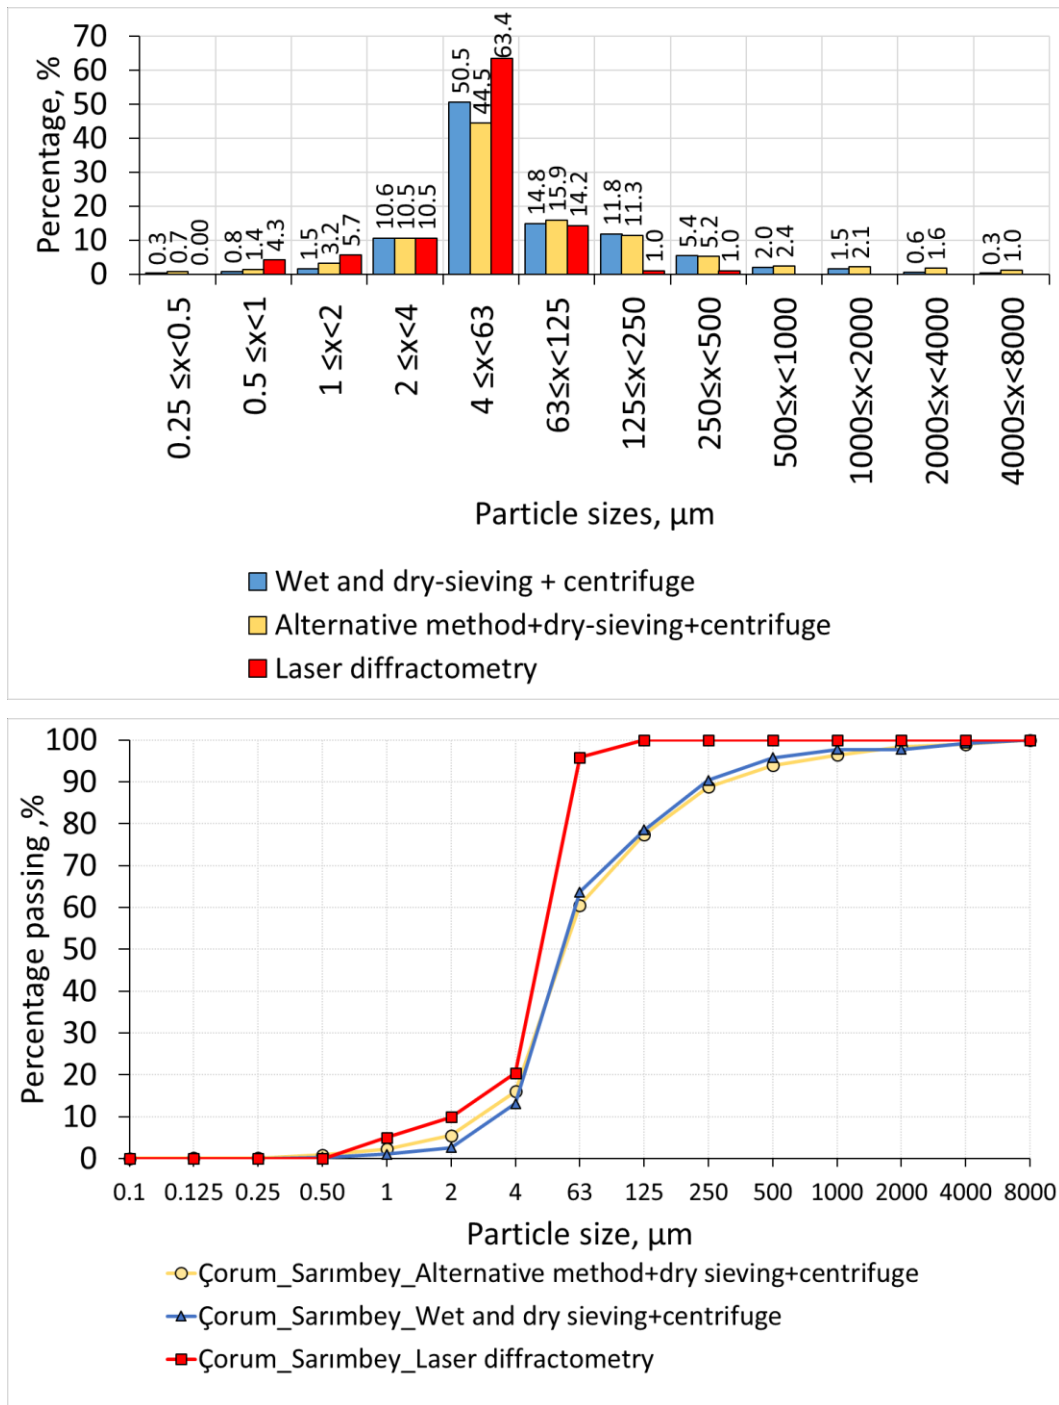 70
60
50
40
30
20
10
0
Percentage, %
0.3 0.7 0.00
0.8 1.4 4.3
1.5 3.2 5.7
10.6 10.5 10.5
50.5 44.5 63.4
14.8 15.9 14.2
11.8 11.3 1.0
5.4 5.2 1.0
2.0 2.4
1.5 2.1
0.6 1.6
0.3 1.0
0.25 ≤x<0.5
0.5 ≤x<1
1 ≤x<2
2 ≤x<4
4 ≤x<63
63≤x<125
125≤x<250
250≤x<500
500≤x<1000
1000≤x<2000
2000≤x<4000
4000≤x<8000
Particle sizes, µm
Wet and dry-sieving + centrifuge
Alternative method+dry-sieving+centrifuge
Laser diffractometry
100
90
80
70
60
50
40
30
20
10
0
Percentage passing ,%
0.1 0.125 0.25 0.50 1 2 4 63 125 250 500 1000 2000 4000 8000
Particle size, µm
Çorum_Sarımbey_Alternative method+dry sieving+centrifuge
Çorum_Sarımbey_Wet and dry sieving+centrifuge
Çorum_Sarımbey_Laser diffractometry